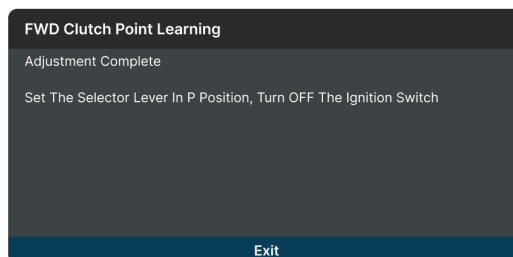 FWD Clutch Point Learning
Adjustment Complete
Set The Selector Lever In P Position, Turn OFF The Ignition Switch
Exit